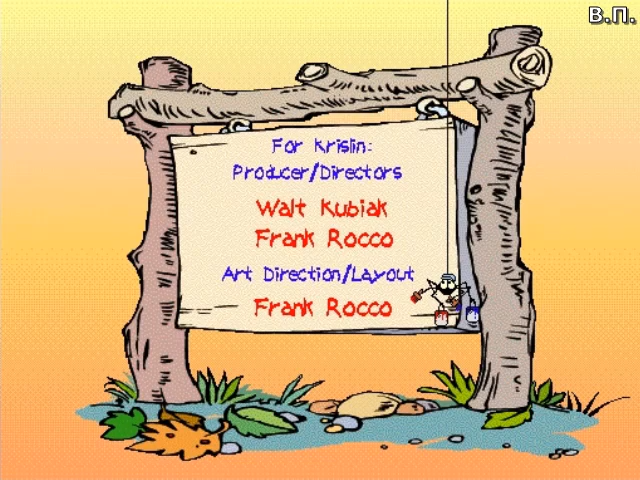 В.П.
For Krislin:
Producer/Directors
Walt Kubiak
Frank Rocco
Art Direction/Layout
Frank Rocco